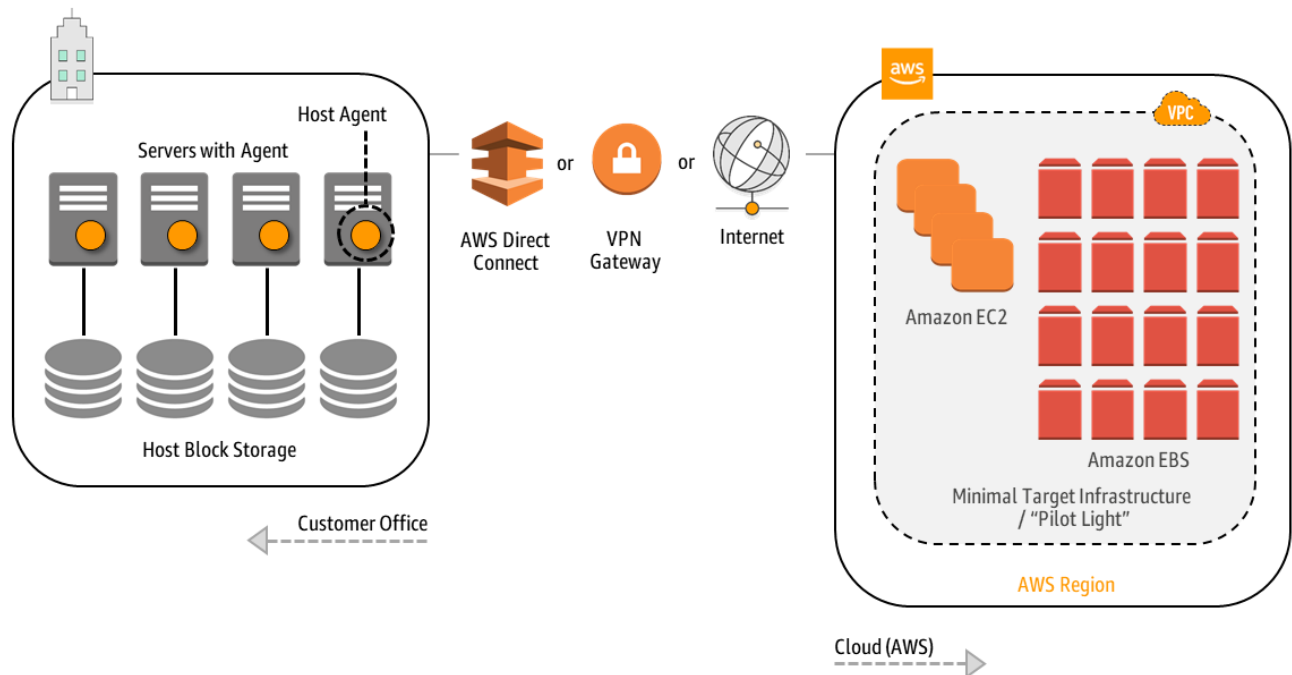 Host Agent
Servers with Agent
Host Block Storage
Customer Office
AWS Direct
Connect
or
VPN
Gateway
or
Internet
aws
VPC
Amazon EC2
Amazon EBS
Minimal Target Infrastructure
/ “Pilot Light”
AWS Region
Cloud (AWS)